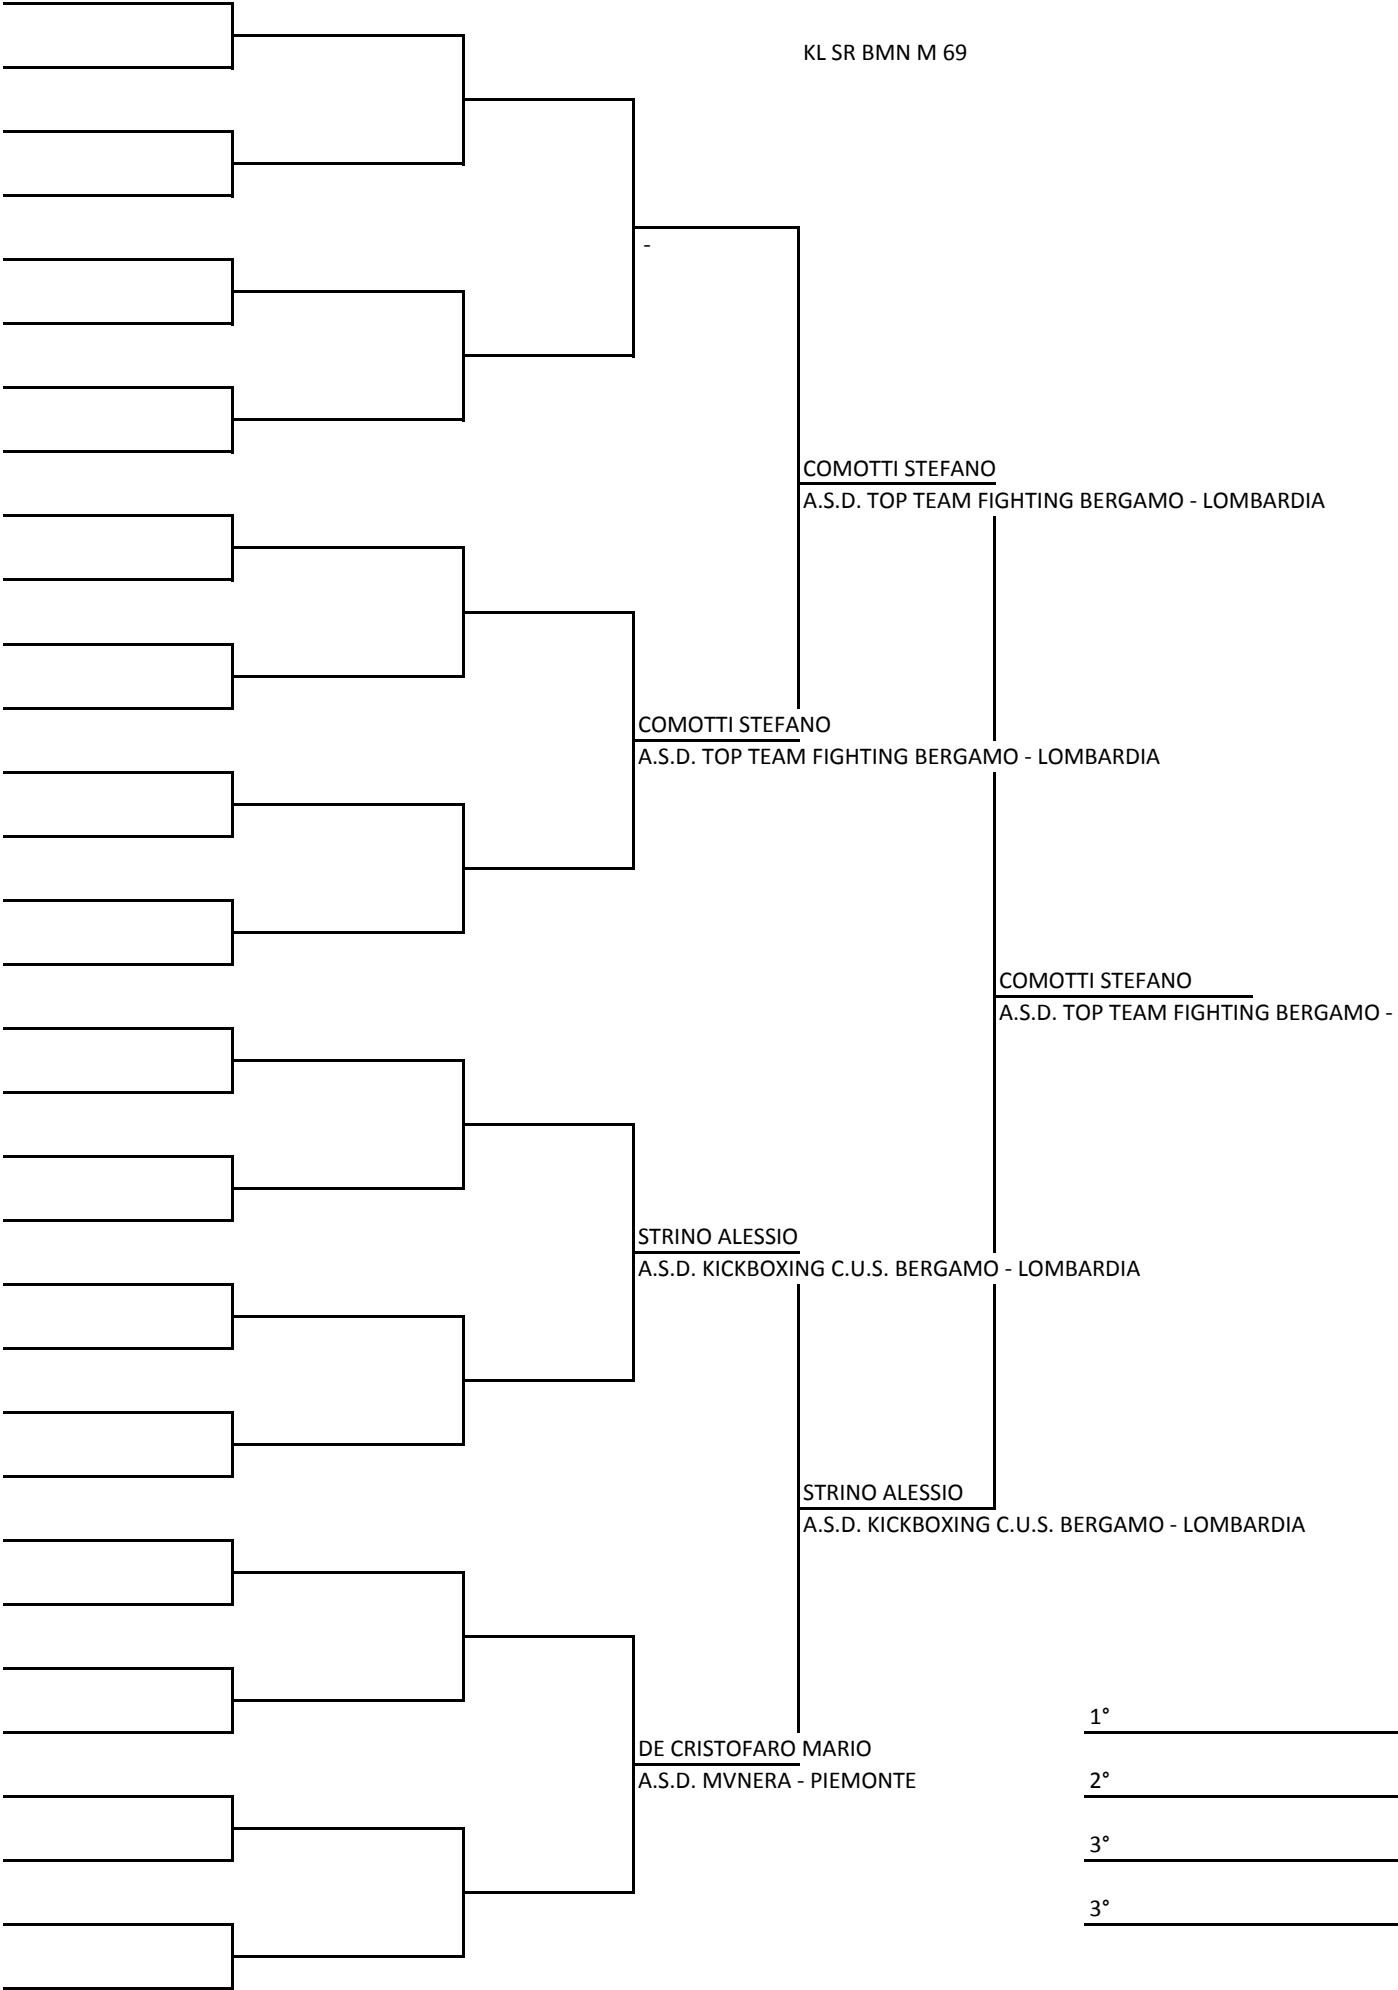 KL SR BMN M 69
-
COMOTTI STEFANO
A.S.D. TOP TEAM FIGHTING BERGAMO - LOMBARDIA
COMOTTI STEFANO
A.S.D. TOP TEAM FIGHTING BERGAMO - LOMBARDIA
COMOTTI STEFANO
A.S.D. TOP TEAM FIGHTING BERGAMO -
STRINO ALESSIO
A.S.D. KICKBOXING C.U.S. BERGAMO - LOMBARDIA
STRINO ALESSIO
A.S.D. KICKBOXING C.U.S. BERGAMO - LOMBARDIA
1°
DE CRISTOFARO MARIO
A.S.D. MVNERA - PIEMONTE
2°
3°
3°